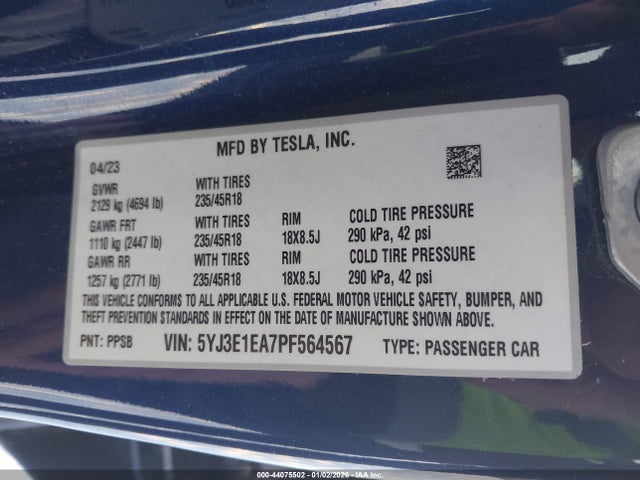 MFD BY TESLA, INC.
04/23
GVWR WITH TIRES
2129 kg (4694 lb) 235/45R18
GAWR FRT WITH TIRES RIM COLD TIRE PRESSURE
1110 kg (2447 lb) 235/45R18 18X8.5J 290 kPa, 42 psi
GAWR RR WITH TIRES RIM COLD TIRE PRESSURE
1257 kg (2771 lb) 235/45R18 18X8.5J 290 kPa, 42 psi
THIS VEHICLE CONFORMS TO ALL APPLICABLE U.S. FEDERAL MOTOR VEHICLE SAFETY, BUMPER, AND
THEFT PREVENTION STANDARDS IN EFFECT ON THE DATE OF MANUFACTURE SHOWN ABOVE.
PNT: PPSB VIN: 5YJ3E1EA7PF564567 TYPE: PASSENGER CAR
000-44075502 - 01/02/2026 - IAAI.COM